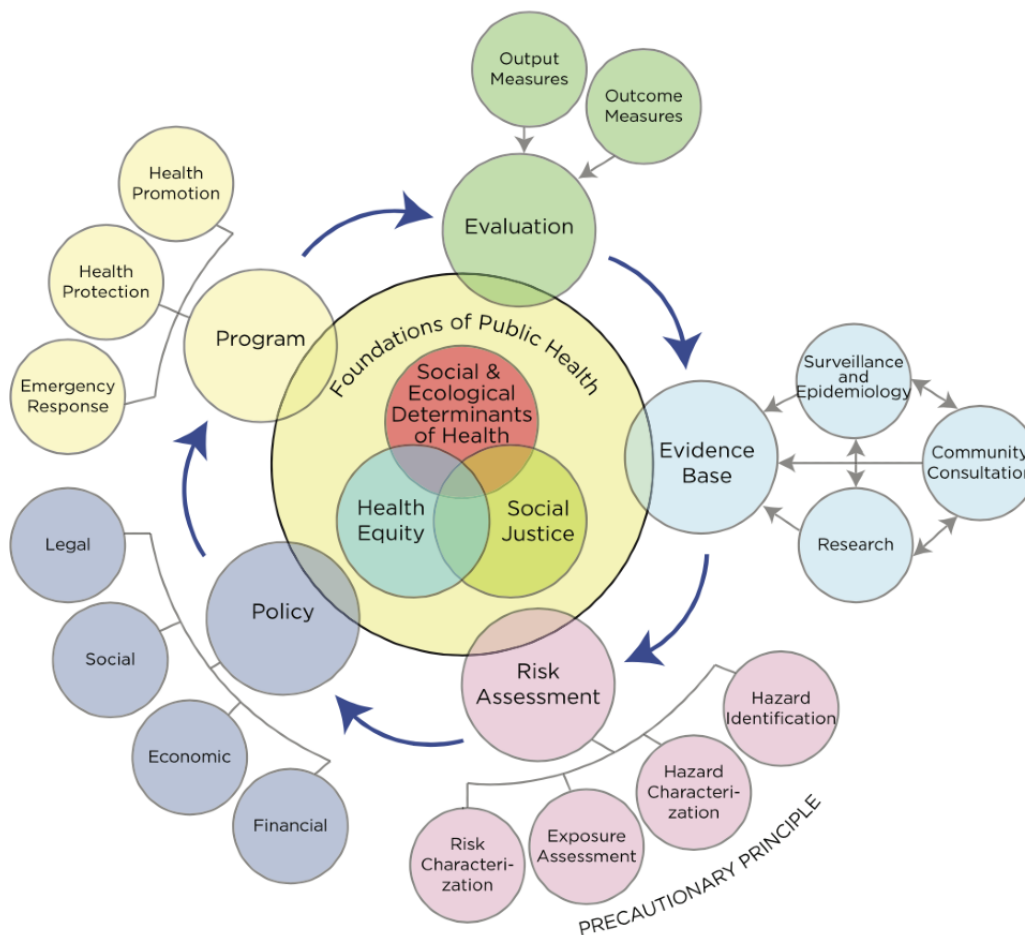 Output
Measures
Outcome
Measures
Evaluation
Health
Promotion
Health
Protection
Emergency
Response
Program
Foundations of Public Health
Social &
Ecological
Determinants
of Health
Health
Equity
Social
Justice
Evidence
Base
Surveillance
and
Epidemiology
Community
Consultation
Research
Legal
Social
Economic
Financial
Policy
Risk
Assessment
Hazard
Identification
Hazard
Characteri-
zation
Exposure
Assessment
Risk
Characteri-
zation
PRECAUTIONARY PRINCIPLE